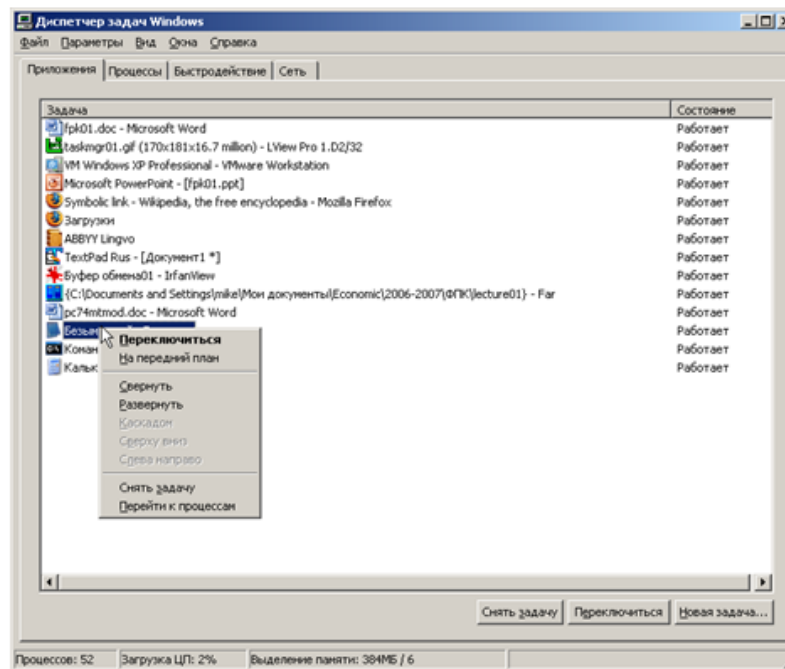 Диспетчер задач Windows
Файл Параметры Вид Окна Справка
Приложения Процессы Быстродействие Сеть
Задача Состояние
fpk01.doc - Microsoft Word Работает
taskmgr01.gif (170x181x16.7 million) - LView Pro 1.D2/32 Работает
VM Windows XP Professional - VMware Workstation Работает
Microsoft PowerPoint - [fpk01.ppt] Работает
Symbolic link - Wikipedia, the free encyclopedia - Mozilla Firefox Работает
Загрузки Работает
ABBYY Lingvo Работает
TextPad Rus - [Документ1 *] Работает
Буфер обмена01 - IrfanView Работает
{C:\Documents and Settings\mike\Мои документы\Economic\2006-2007\ФПК\lecture01} - Far Работает
pc74mtmod.doc - Microsoft Word Работает
Работает
Работает
Работает
Переключиться
На передний план
Свернуть
Развернуть
Каскадом
Сверху вниз
Слева направо
Снять задачу
Перейти к процессам
Снять задачу Переключиться Новая задача...
Процессов: 52 Загрузка ЦП: 2% Выделение памяти: 384МБ / 6